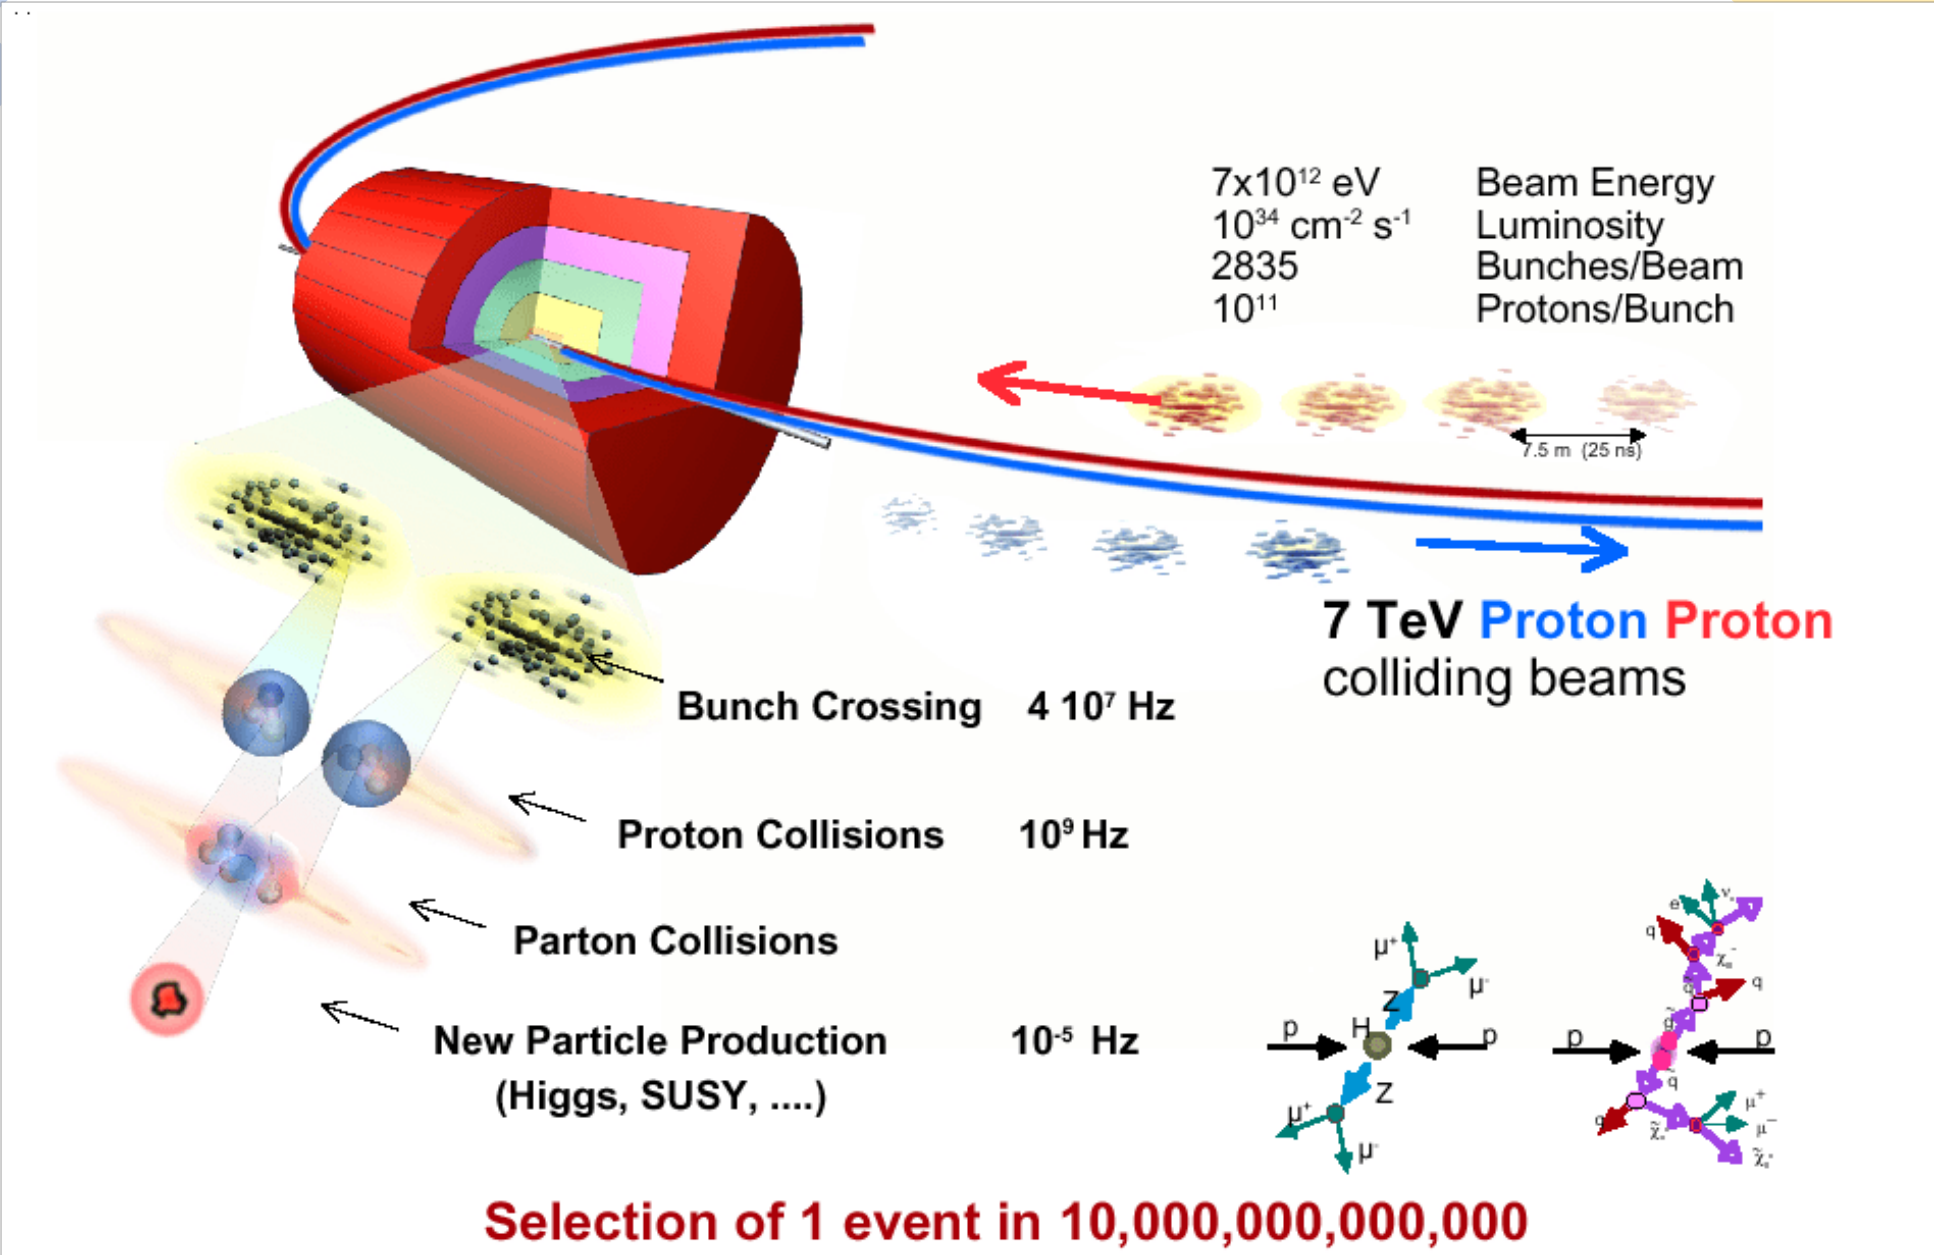 7x10¹² eV Beam Energy
10³⁴ cm⁻² s⁻¹ Luminosity
2835 Bunches/Beam
10¹¹ Protons/Bunch
7.5 m (25 ns)
7 TeV Proton Proton
colliding beams
Bunch Crossing 4 10⁷ Hz
Proton Collisions 10⁹ Hz
Parton Collisions
New Particle Production 10⁻⁵ Hz
(Higgs, SUSY, ....)
μ⁺
μ⁻
Z
p H p
Z
μ⁺
μ⁻
e ν
q
χ̃
q̃ q
g̃
p p
q̃
q
χ̃
μ⁺
μ⁻
χ̃
Selection of 1 event in 10,000,000,000,000